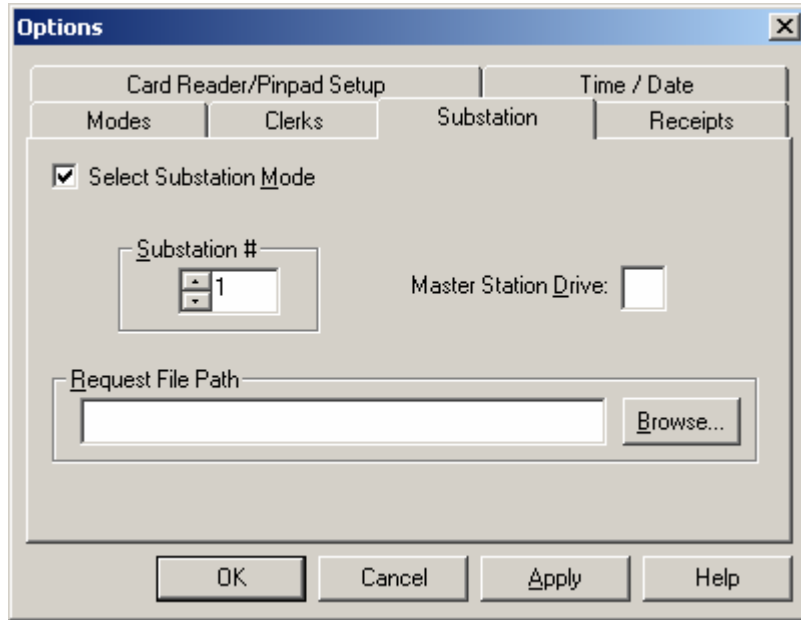 Options
Card Reader/Pinpad Setup Time / Date
Modes Clerks Substation Receipts
Select Substation Mode
Substation #
1 Master Station Drive:
Request File Path
Browse...
OK Cancel Apply Help